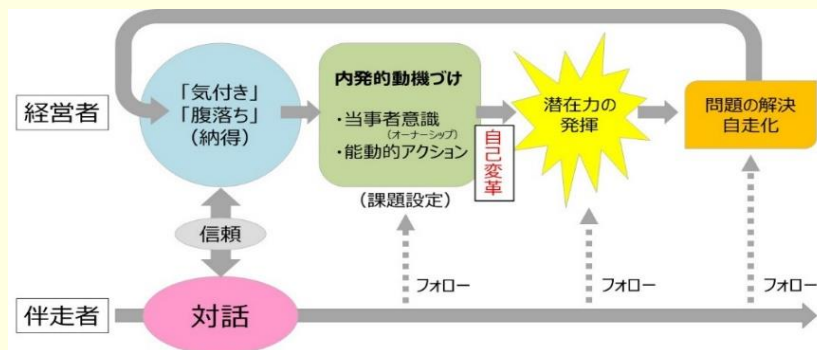 経営者
「気付き」
「腹落ち」
(納得)
内発的動機づけ
・当事者意識
(オーナーシップ)
・能動的アクション
(課題設定)
自己変革
潜在力の
発揮
問題の解決
自走化
信頼
フォロー
フォロー
フォロー
伴走者
対話